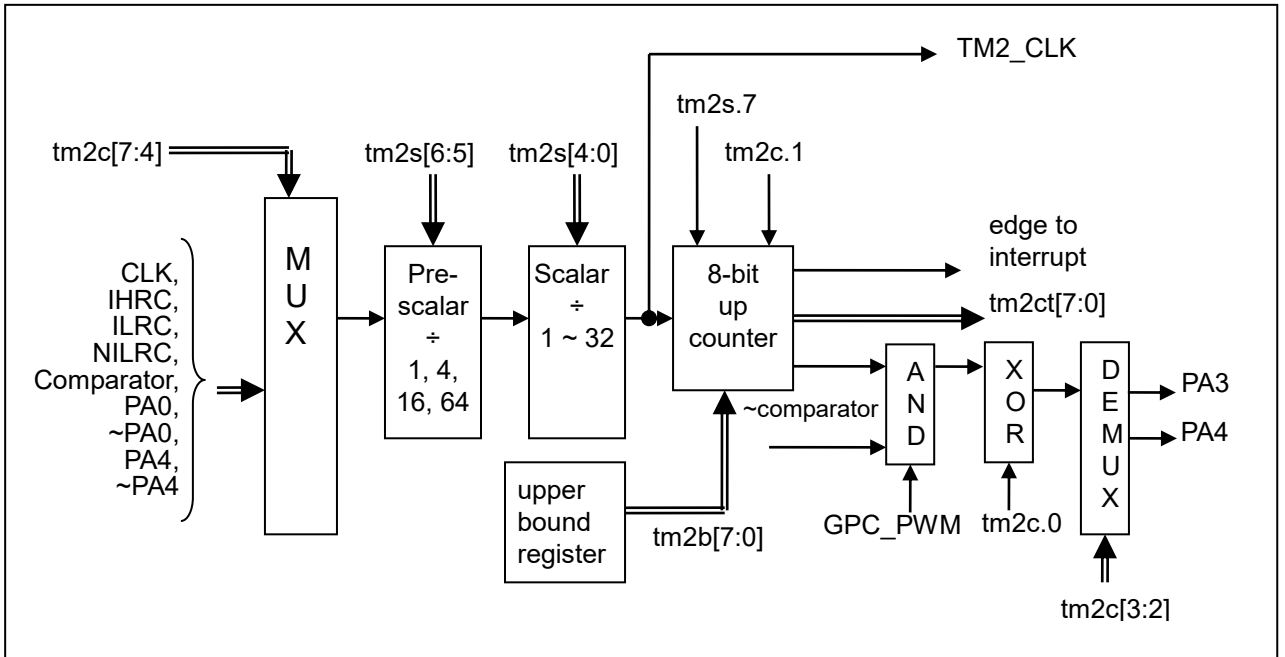 TM2_CLK
tm2s.7
tm2c[7:4]
tm2s[6:5]
tm2s[4:0]
tm2c.1
CLK,
IHRC,
ILRC,
NILRC,
Comparator,
PA0,
~PA0,
PA4,
~PA4
M
U
X
Pre-
scalar
÷
1, 4,
16, 64
Scalar
÷
1 ~ 32
8-bit
up
counter
edge to
interrupt
tm2ct[7:0]
~comparator
A
N
D
X
O
R
D
E
M
U
X
PA3
PA4
upper
bound
register
tm2b[7:0]
GPC_PWM
tm2c.0
tm2c[3:2]